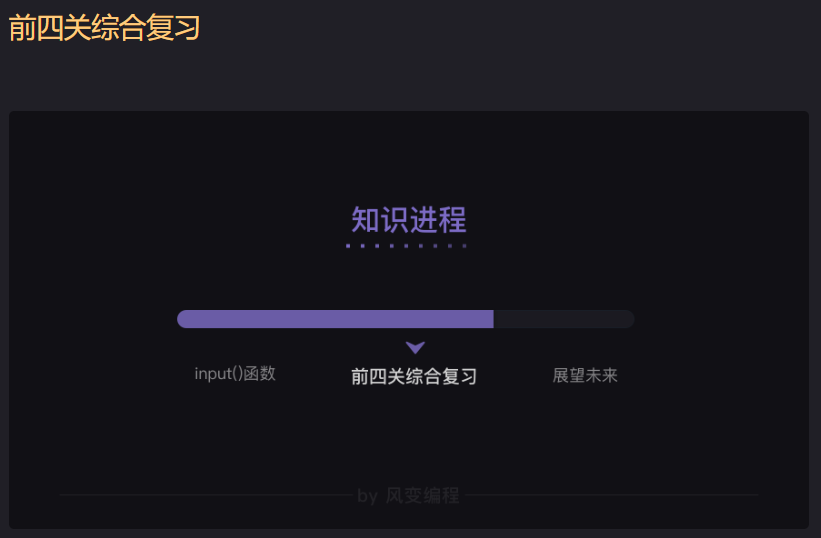 前四关综合复习
知识进程
input()函数
前四关综合复习
展望未来
by 风变编程